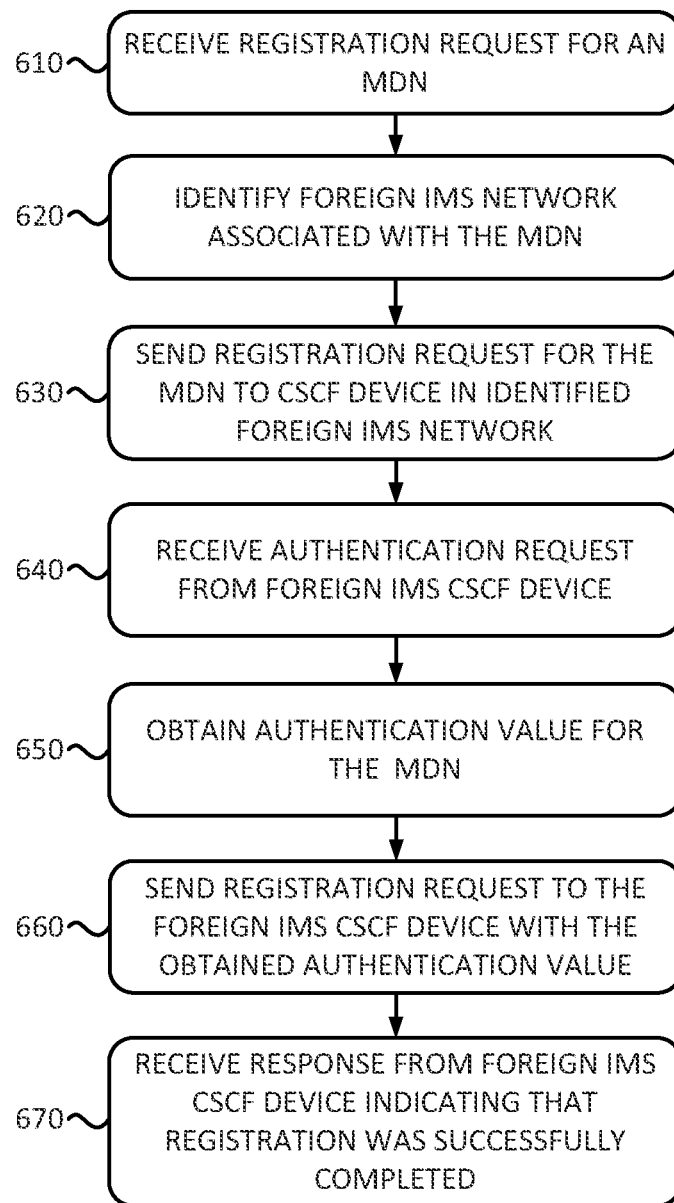 610
RECEIVE REGISTRATION REQUEST FOR AN
MDN
620
IDENTIFY FOREIGN IMS NETWORK
ASSOCIATED WITH THE MDN
630
SEND REGISTRATION REQUEST FOR THE
MDN TO CSCF DEVICE IN IDENTIFIED
FOREIGN IMS NETWORK
640
RECEIVE AUTHENTICATION REQUEST
FROM FOREIGN IMS CSCF DEVICE
650
OBTAIN AUTHENTICATION VALUE FOR
THE MDN
660
SEND REGISTRATION REQUEST TO THE
FOREIGN IMS CSCF DEVICE WITH THE
OBTAINED AUTHENTICATION VALUE
670
RECEIVE RESPONSE FROM FOREIGN IMS
CSCF DEVICE INDICATING THAT
REGISTRATION WAS SUCCESSFULLY
COMPLETED